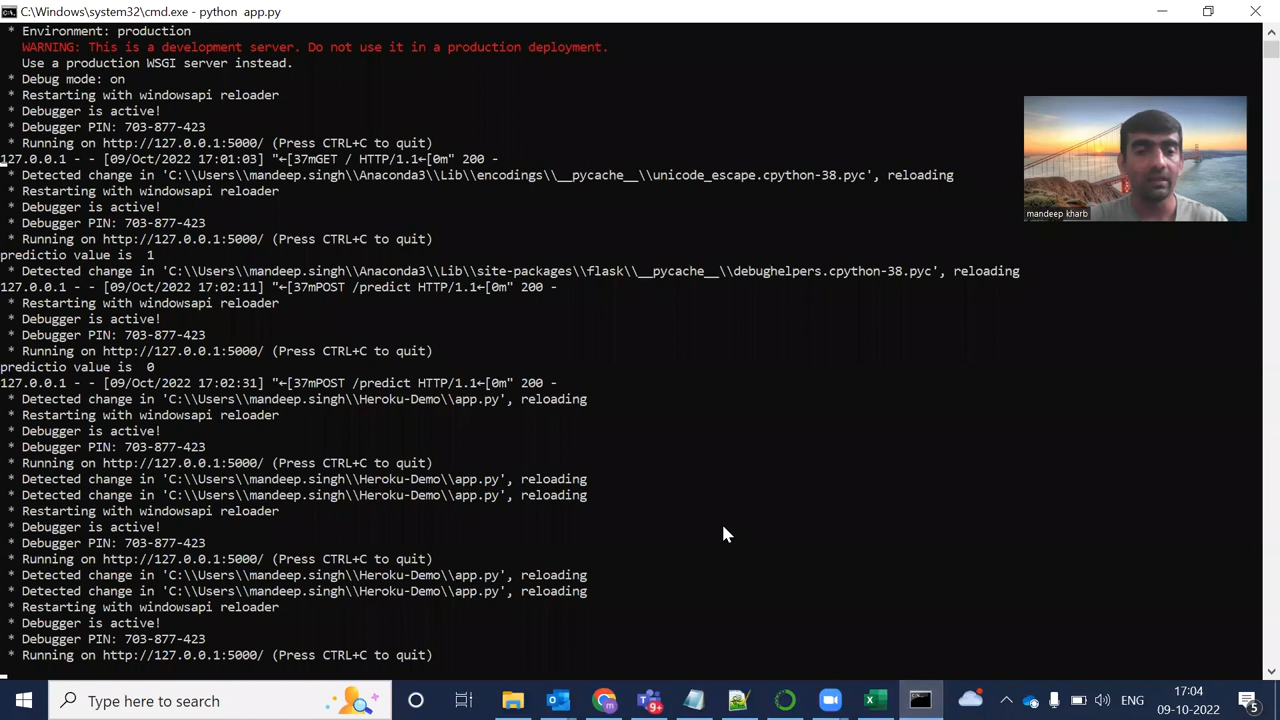 C:\Windows\system32\cmd.exe - python  app.py
* Environment: production
WARNING: This is a development server. Do not use it in a production deployment.
Use a production WSGI server instead.
* Debug mode: on
* Restarting with windowsapi reloader
* Debugger is active!
* Debugger PIN: 703-877-423
* Running on http://127.0.0.1:5000/ (Press CTRL+C to quit)
127.0.0.1 - - [09/Oct/2022 17:01:03] "←[37mGET / HTTP/1.1←[0m" 200 -
* Detected change in 'C:\\Users\\mandeep.singh\\Anaconda3\\Lib\\encodings\\__pycache__\\unicode_escape.cpython-38.pyc', reloading
* Restarting with windowsapi reloader
* Debugger is active!
* Debugger PIN: 703-877-423
* Running on http://127.0.0.1:5000/ (Press CTRL+C to quit)
predictio value is  1
* Detected change in 'C:\\Users\\mandeep.singh\\Anaconda3\\Lib\\site-packages\\flask\\__pycache__\\debughelpers.cpython-38.pyc', reloading
127.0.0.1 - - [09/Oct/2022 17:02:11] "←[37mPOST /predict HTTP/1.1←[0m" 200 -
* Restarting with windowsapi reloader
* Debugger is active!
* Debugger PIN: 703-877-423
* Running on http://127.0.0.1:5000/ (Press CTRL+C to quit)
predictio value is  0
127.0.0.1 - - [09/Oct/2022 17:02:31] "←[37mPOST /predict HTTP/1.1←[0m" 200 -
* Detected change in 'C:\\Users\\mandeep.singh\\Heroku-Demo\\app.py', reloading
* Restarting with windowsapi reloader
* Debugger is active!
* Debugger PIN: 703-877-423
* Running on http://127.0.0.1:5000/ (Press CTRL+C to quit)
* Detected change in 'C:\\Users\\mandeep.singh\\Heroku-Demo\\app.py', reloading
* Detected change in 'C:\\Users\\mandeep.singh\\Heroku-Demo\\app.py', reloading
* Restarting with windowsapi reloader
* Debugger is active!
* Debugger PIN: 703-877-423
* Running on http://127.0.0.1:5000/ (Press CTRL+C to quit)
* Detected change in 'C:\\Users\\mandeep.singh\\Heroku-Demo\\app.py', reloading
* Detected change in 'C:\\Users\\mandeep.singh\\Heroku-Demo\\app.py', reloading
* Restarting with windowsapi reloader
* Debugger is active!
* Debugger PIN: 703-877-423
* Running on http://127.0.0.1:5000/ (Press CTRL+C to quit)
mandeep kharb
Type here to search
9+
ENG
17:04
09-10-2022
5